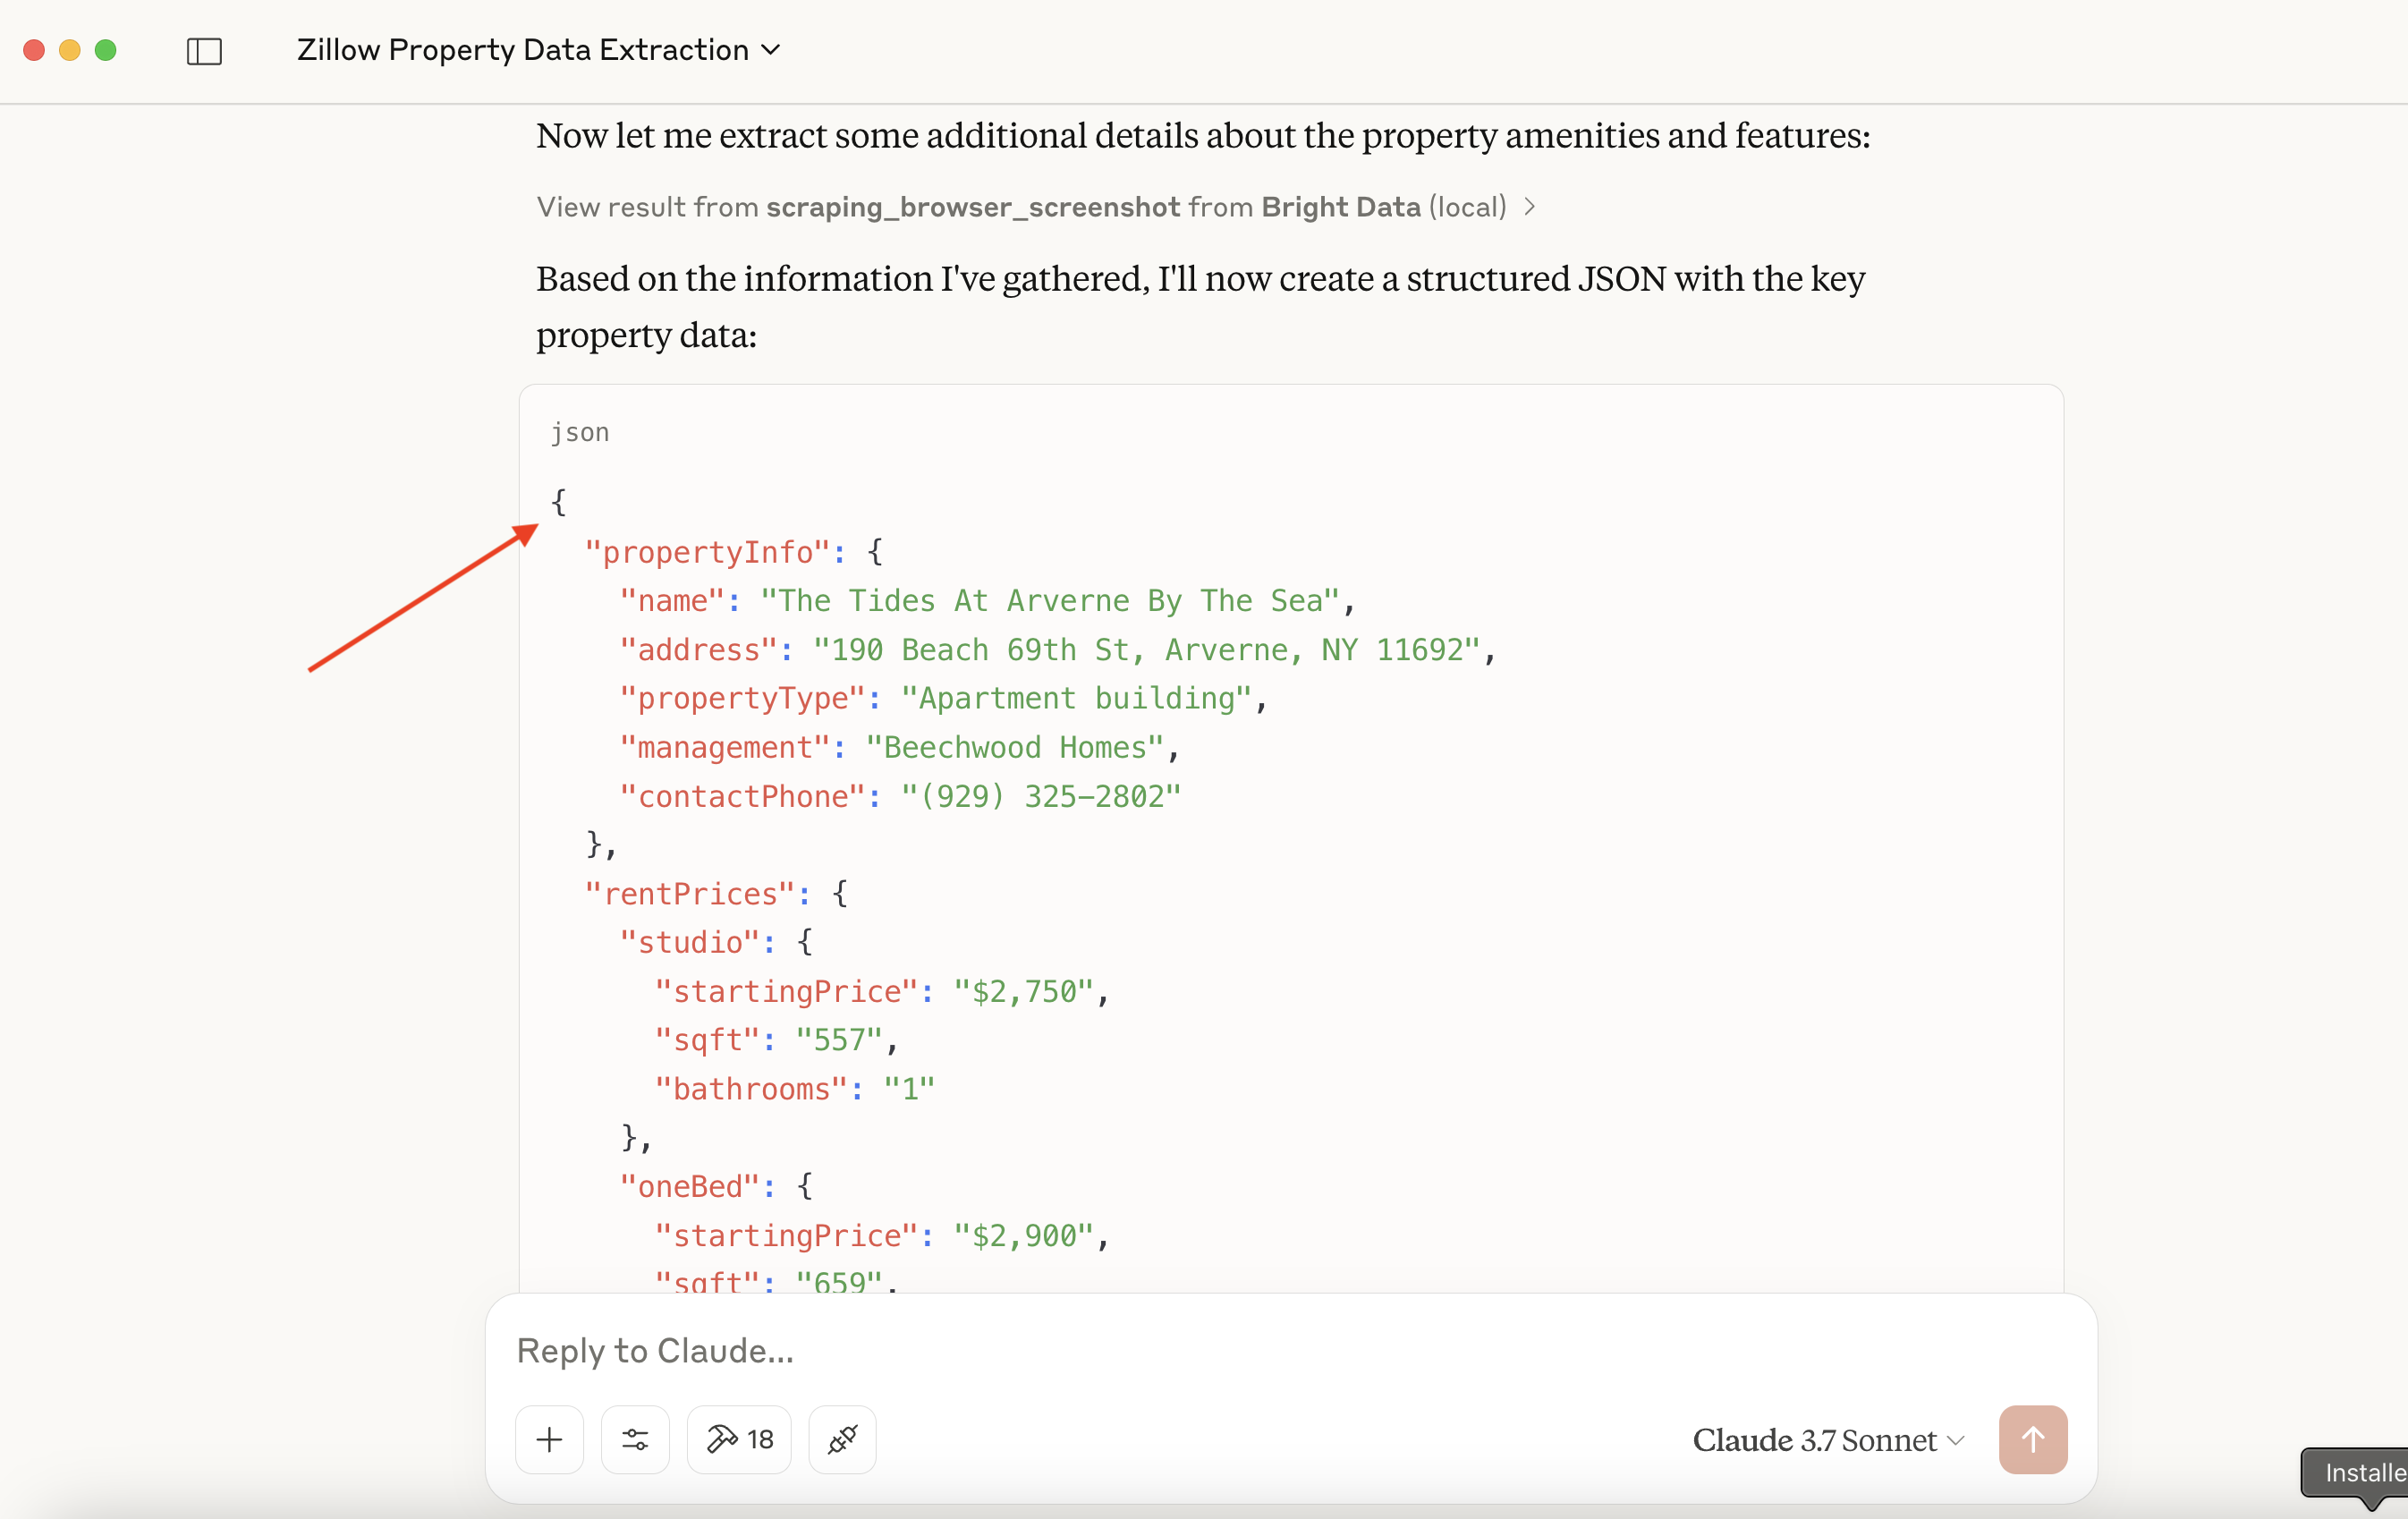 Zillow Property Data Extraction
Now let me extract some additional details about the property amenities and features:
View result from scraping_browser_screenshot from Bright Data (local)
Based on the information I've gathered, I'll now create a structured JSON with the key
property data:
json
{
  "propertyInfo": {
    "name": "The Tides At Arverne By The Sea",
    "address": "190 Beach 69th St, Arverne, NY 11692",
    "propertyType": "Apartment building",
    "management": "Beechwood Homes",
    "contactPhone": "(929) 325-2802"
  },
  "rentPrices": {
    "studio": {
      "startingPrice": "$2,750",
      "sqft": "557",
      "bathrooms": "1"
    },
    "oneBed": {
      "startingPrice": "$2,900",
      "sqft": "659",
Reply to Claude...
18
Claude 3.7 Sonnet
Installe